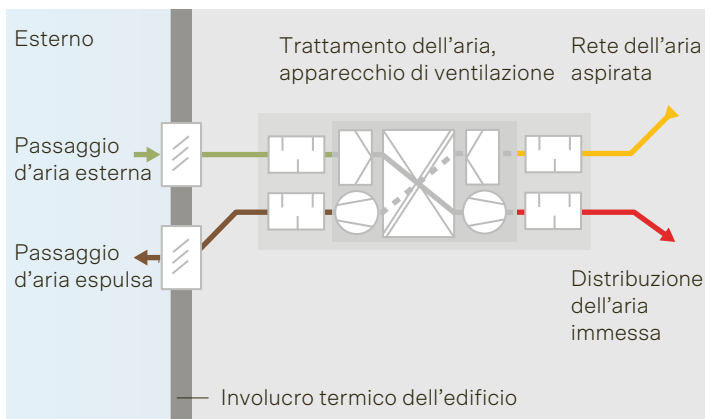 Esterno
Trattamento dell'aria,
apparecchio di ventilazione
Rete dell'aria
aspirata
Passaggio
d'aria esterna
Passaggio
d'aria espulsa
Distribuzione
dell'aria
immessa
Involucro termico dell'edificio